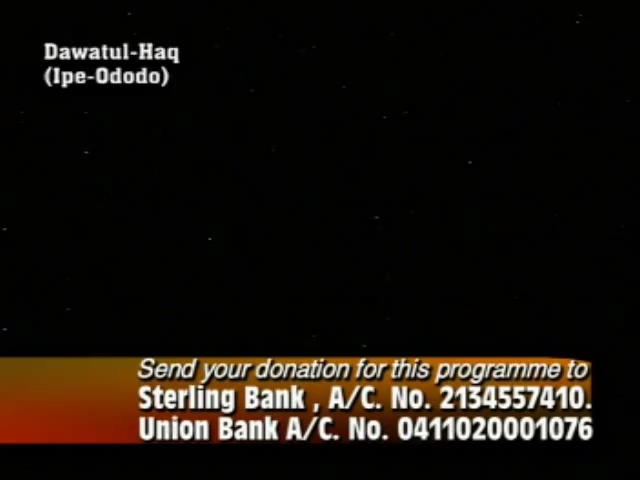 Dawatul-Haq
(Ipe-Ododo)
Send your donation for this programme to
Sterling Bank , A/C. No. 2134557410.
Union Bank A/C. No. 0411020001076